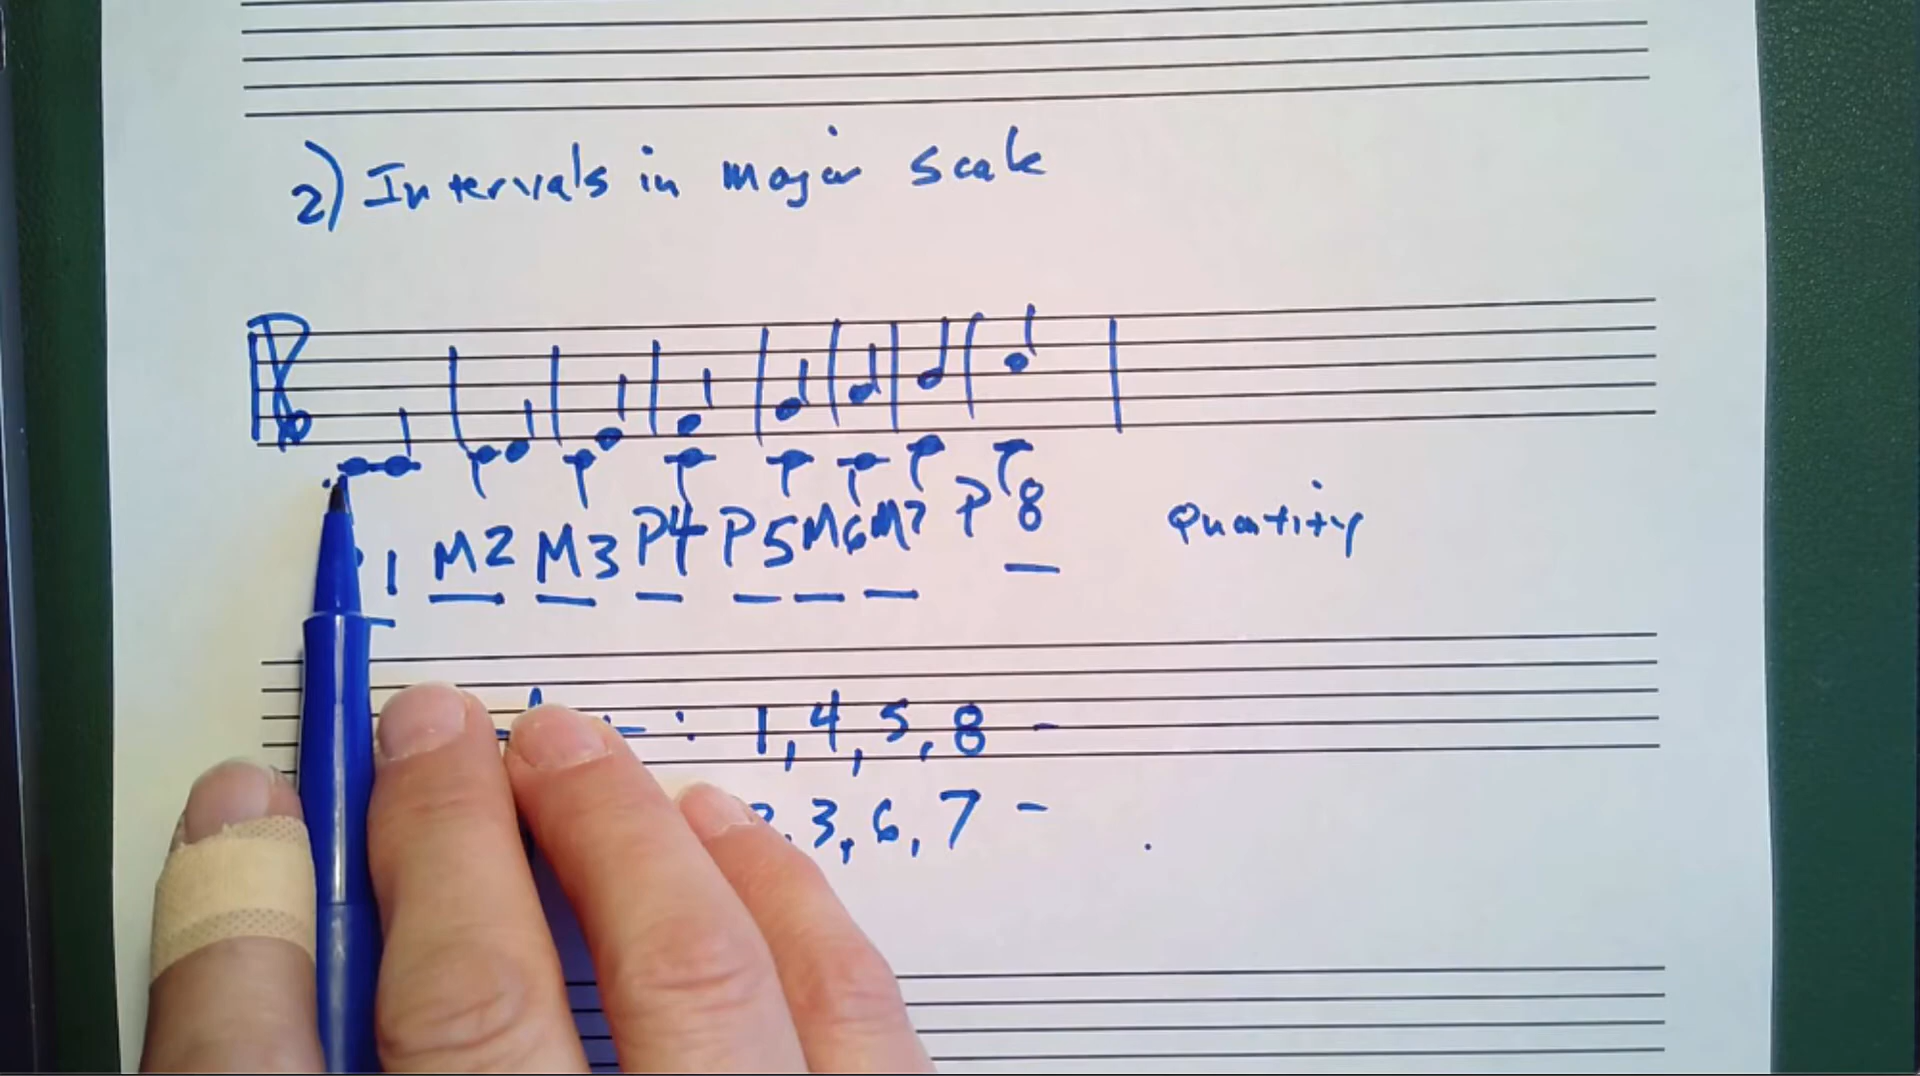 2) Intervals in major scale
1 M2 M3 P4 P5 M6 M7 P8 Quantity
: 1, 4, 5, 8 -
3, 6, 7 -